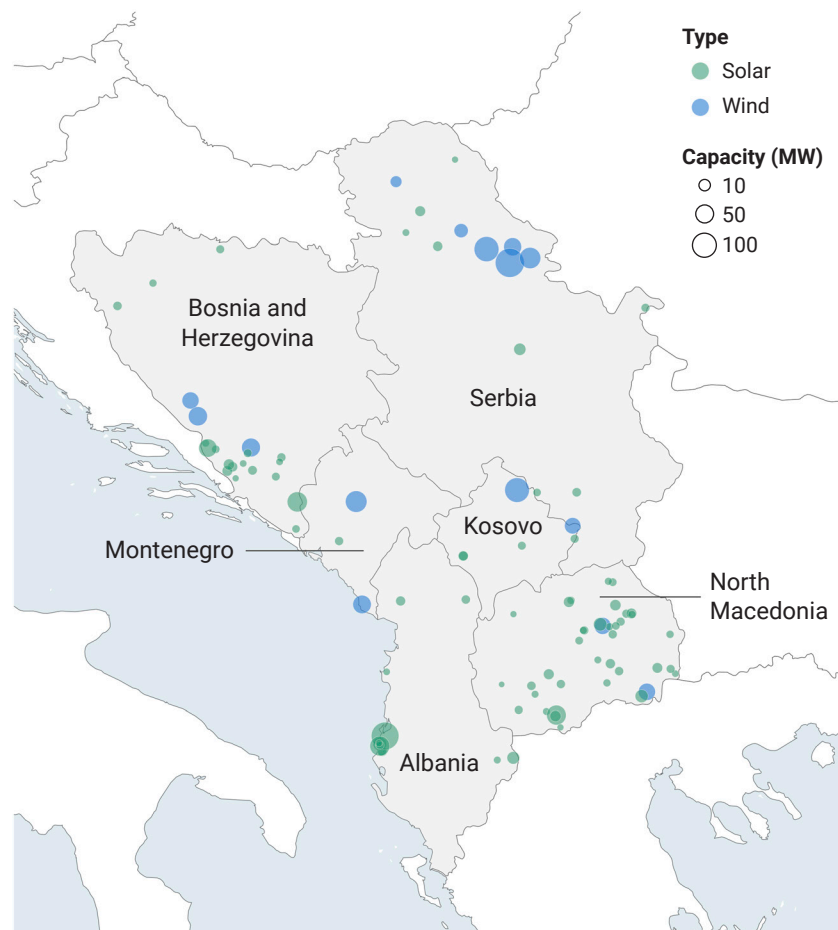 Type
Solar
Wind
Capacity (MW)
10
50
100
Bosnia and
Herzegovina
Serbia
Kosovo
Montenegro
North
Macedonia
Albania